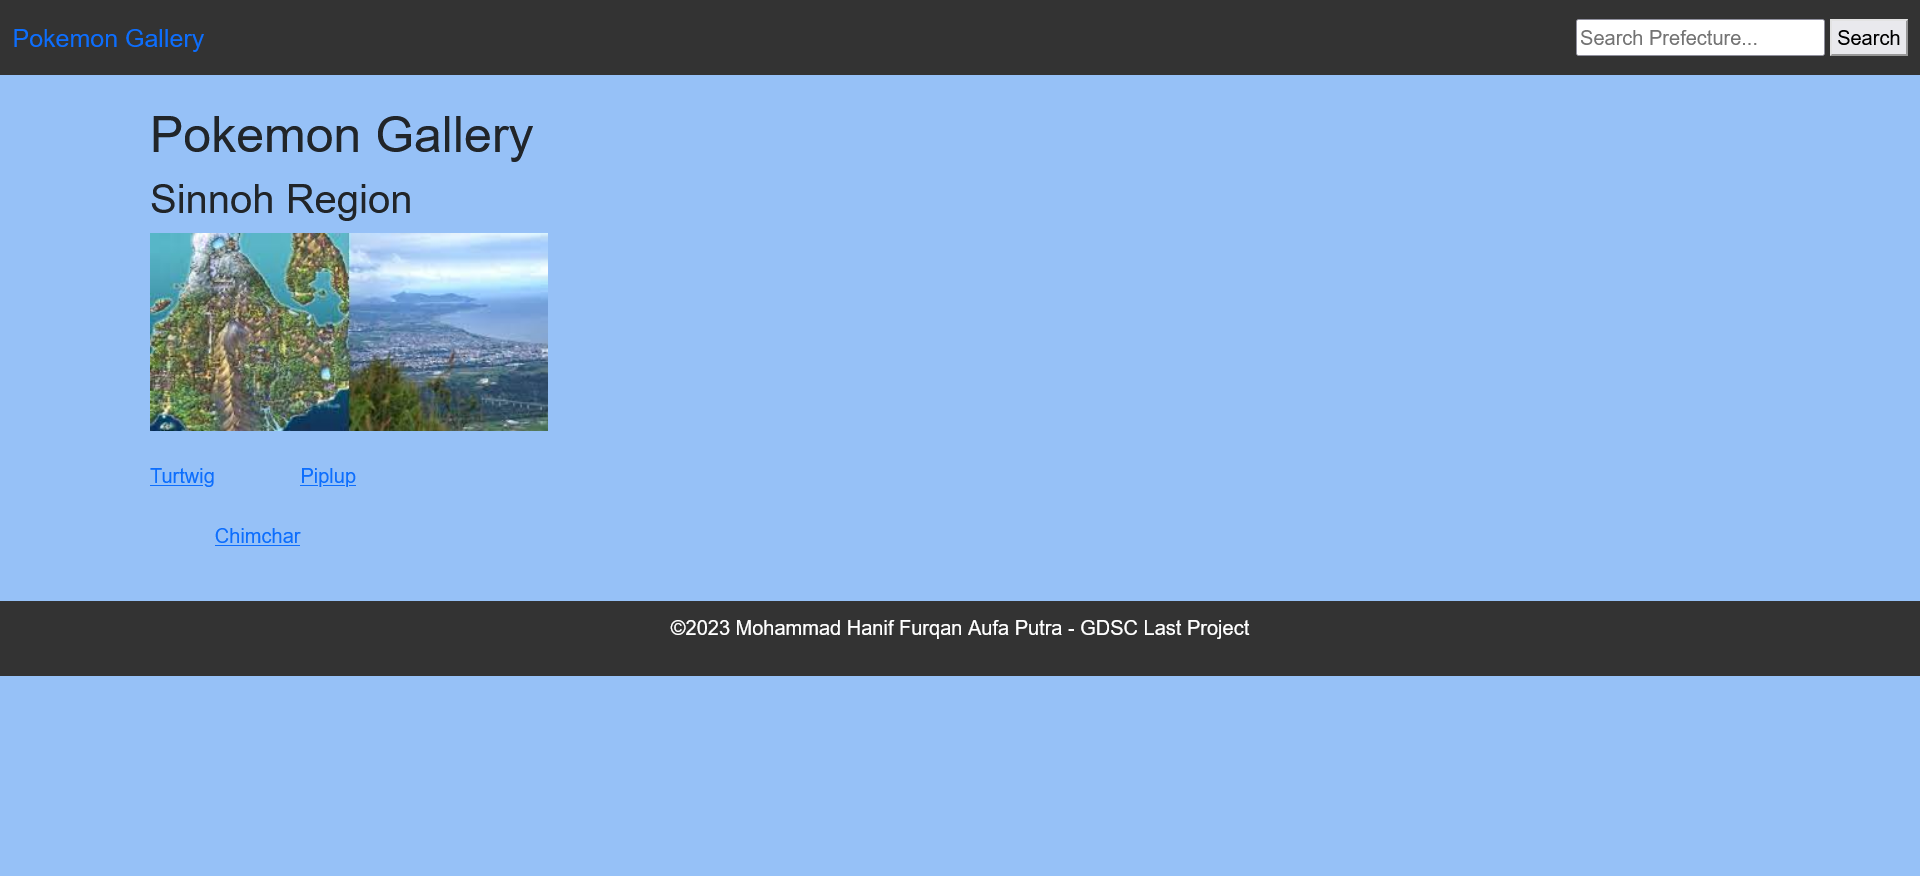 Pokemon Gallery
Search Prefecture... Search
Pokemon Gallery
Sinnoh Region
Turtwig Piplup
Chimchar
©2023 Mohammad Hanif Furqan Aufa Putra - GDSC Last Project